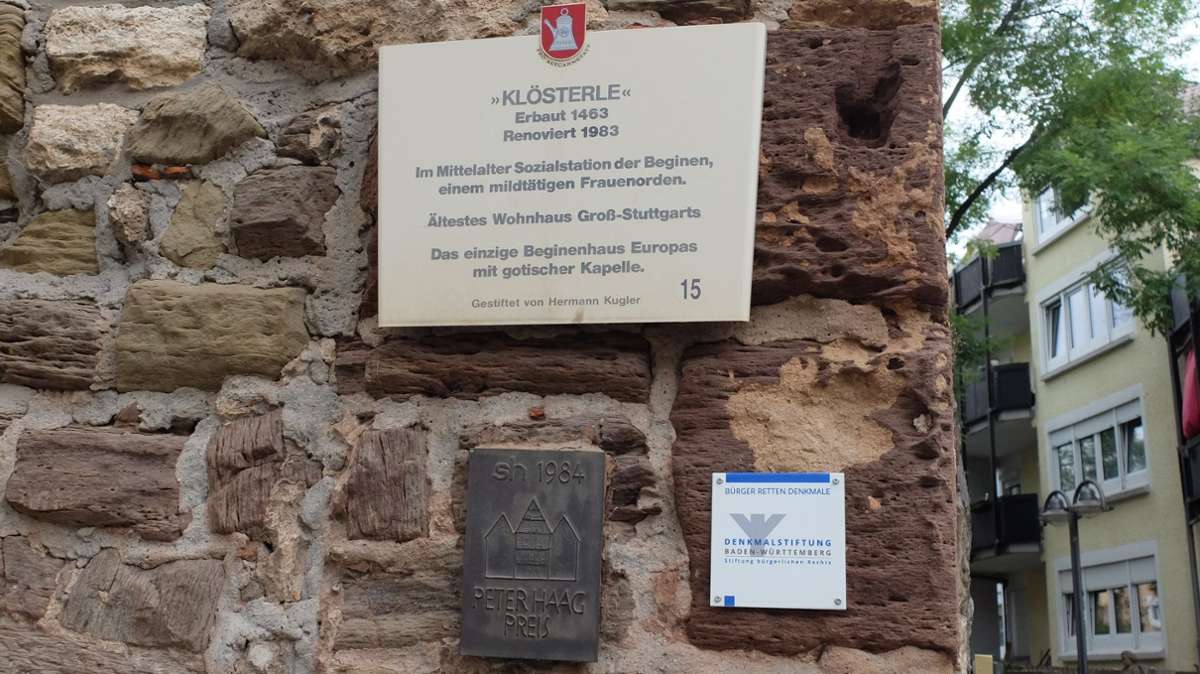 »KLÖSTERLE«
Erbaut 1463
Renoviert 1983
Im Mittelalter Sozialstation der Beginen,
einem mildtätigen Frauenorden.
Ältestes Wohnhaus Groß-Stuttgarts
Das einzige Beginenhaus Europas
mit gotischer Kapelle.
Gestiftet von Hermann Kugler
15
sh 1984
PETER HAAG
PREIS
BÜRGER RETTEN DENKMALE
DENKMALSTIFTUNG
BADEN-WÜRTTEMBERG
Stiftung bürgerlichen Rechts